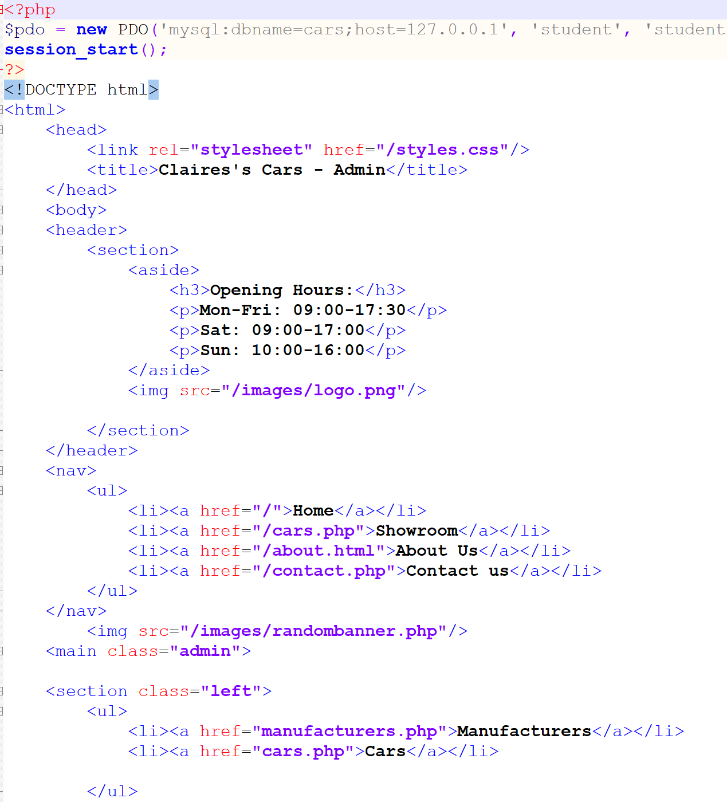 <?php
$pdo = new PDO('mysql:dbname=cars;host=127.0.0.1', 'student', 'student
session_start();
?>
<!DOCTYPE html>
<html>
    <head>
        <link rel="stylesheet" href="/styles.css"/>
        <title>Claires's Cars - Admin</title>
    </head>
    <body>
    <header>
        <section>
            <aside>
                <h3>Opening Hours:</h3>
                <p>Mon-Fri: 09:00-17:30</p>
                <p>Sat: 09:00-17:00</p>
                <p>Sun: 10:00-16:00</p>
            </aside>
            <img src="/images/logo.png"/>

        </section>
    </header>
    <nav>
        <ul>
            <li><a href="/">Home</a></li>
            <li><a href="/cars.php">Showroom</a></li>
            <li><a href="/about.html">About Us</a></li>
            <li><a href="/contact.php">Contact us</a></li>
        </ul>
    </nav>
        <img src="/images/randombanner.php"/>
    <main class="admin">

    <section class="left">
        <ul>
            <li><a href="manufacturers.php">Manufacturers</a></li>
            <li><a href="cars.php">Cars</a></li>

        </ul>